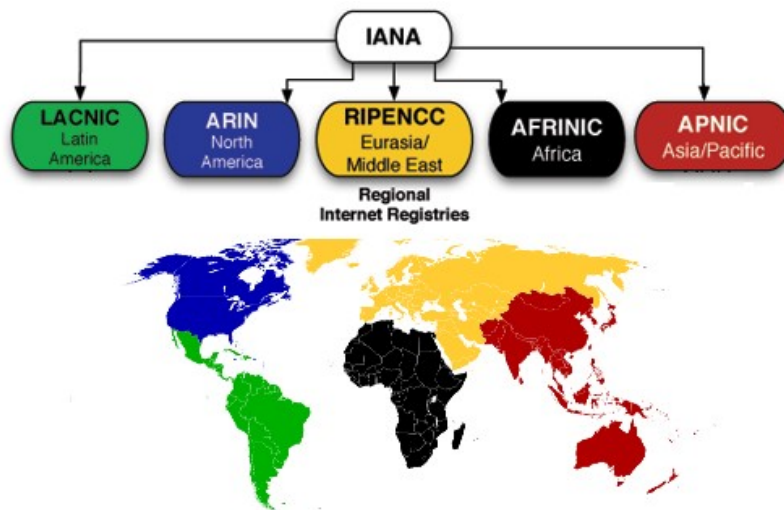 IANA
LACNIC
Latin
America
ARIN
North
America
RIPENCC
Eurasia/
Middle East
AFRINIC
Africa
APNIC
Asia/Pacific
Regional
Internet Registries